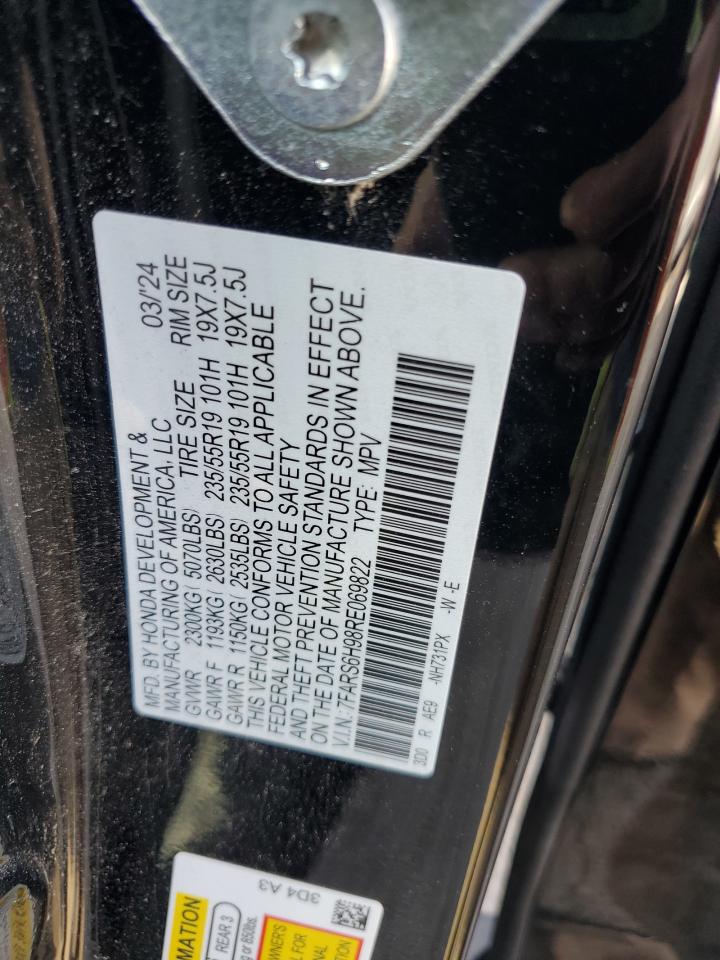 MFD. BY HONDA DEVELOPMENT & 03/'24
MANUFACTURING OF AMERICA, LLC
TIRE SIZE RIM SIZE
GVWR 2300KG( 5070LBS)
GAWR F 1193KG( 2630LBS) 235/55R19 101H 19X7.5J
GAWR R 1150KG( 2535LBS) 235/55R19 101H 19X7.5J
THIS VEHICLE CONFORMS TO ALL APPLICABLE
FEDERAL MOTOR VEHICLE SAFETY
AND THEFT PREVENTION STANDARDS IN EFFECT
ON THE DATE OF MANUFACTURE SHOWN ABOVE.
V.I.N.: 7FARS6H98RE069822 TYPE: MPV
3D0 R AE9 -NH731PX -W -E
3D4 A3
REAR 3